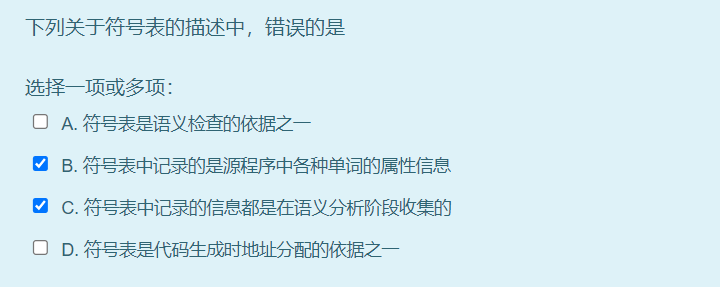 下列关于符号表的描述中，错误的是
选择一项或多项：
A. 符号表是语义检查的依据之一
B. 符号表中记录的是源程序中各种单词的属性信息
C. 符号表中记录的信息都是在语义分析阶段收集的
D. 符号表是代码生成时地址分配的依据之一